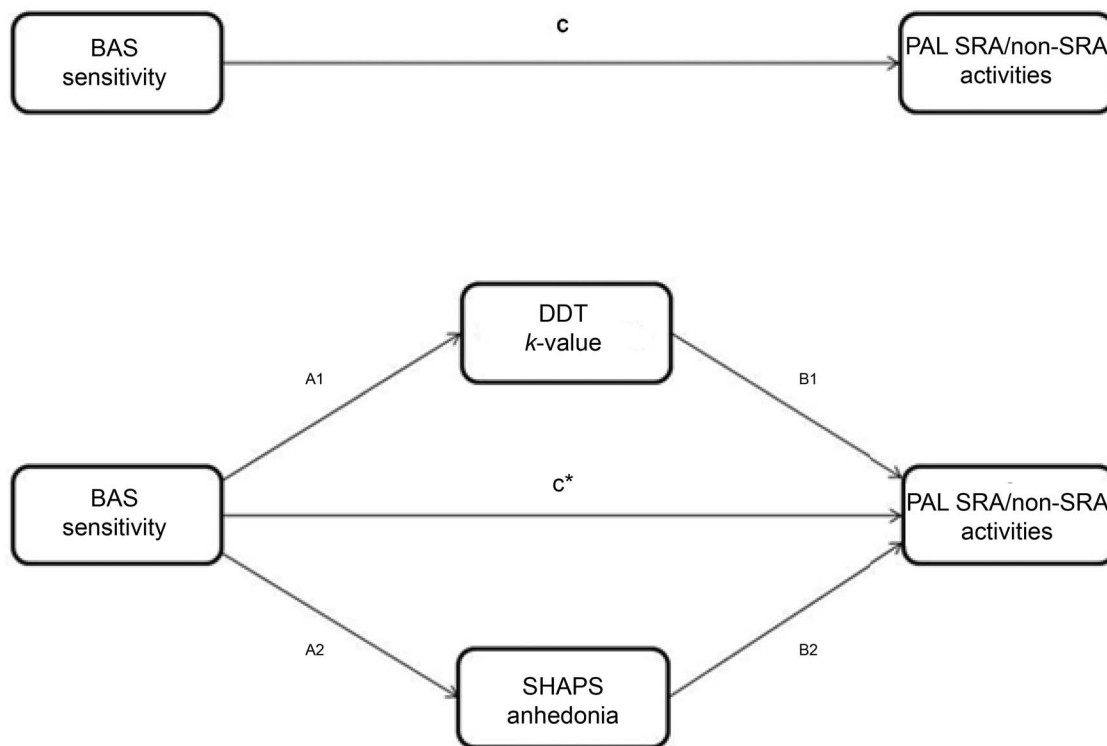 c
BAS
sensitivity
PAL SRA/non-SRA
activities
DDT
k-value
A1
B1
BAS
sensitivity
c*
PAL SRA/non-SRA
activities
A2
B2
SHAPS
anhedonia